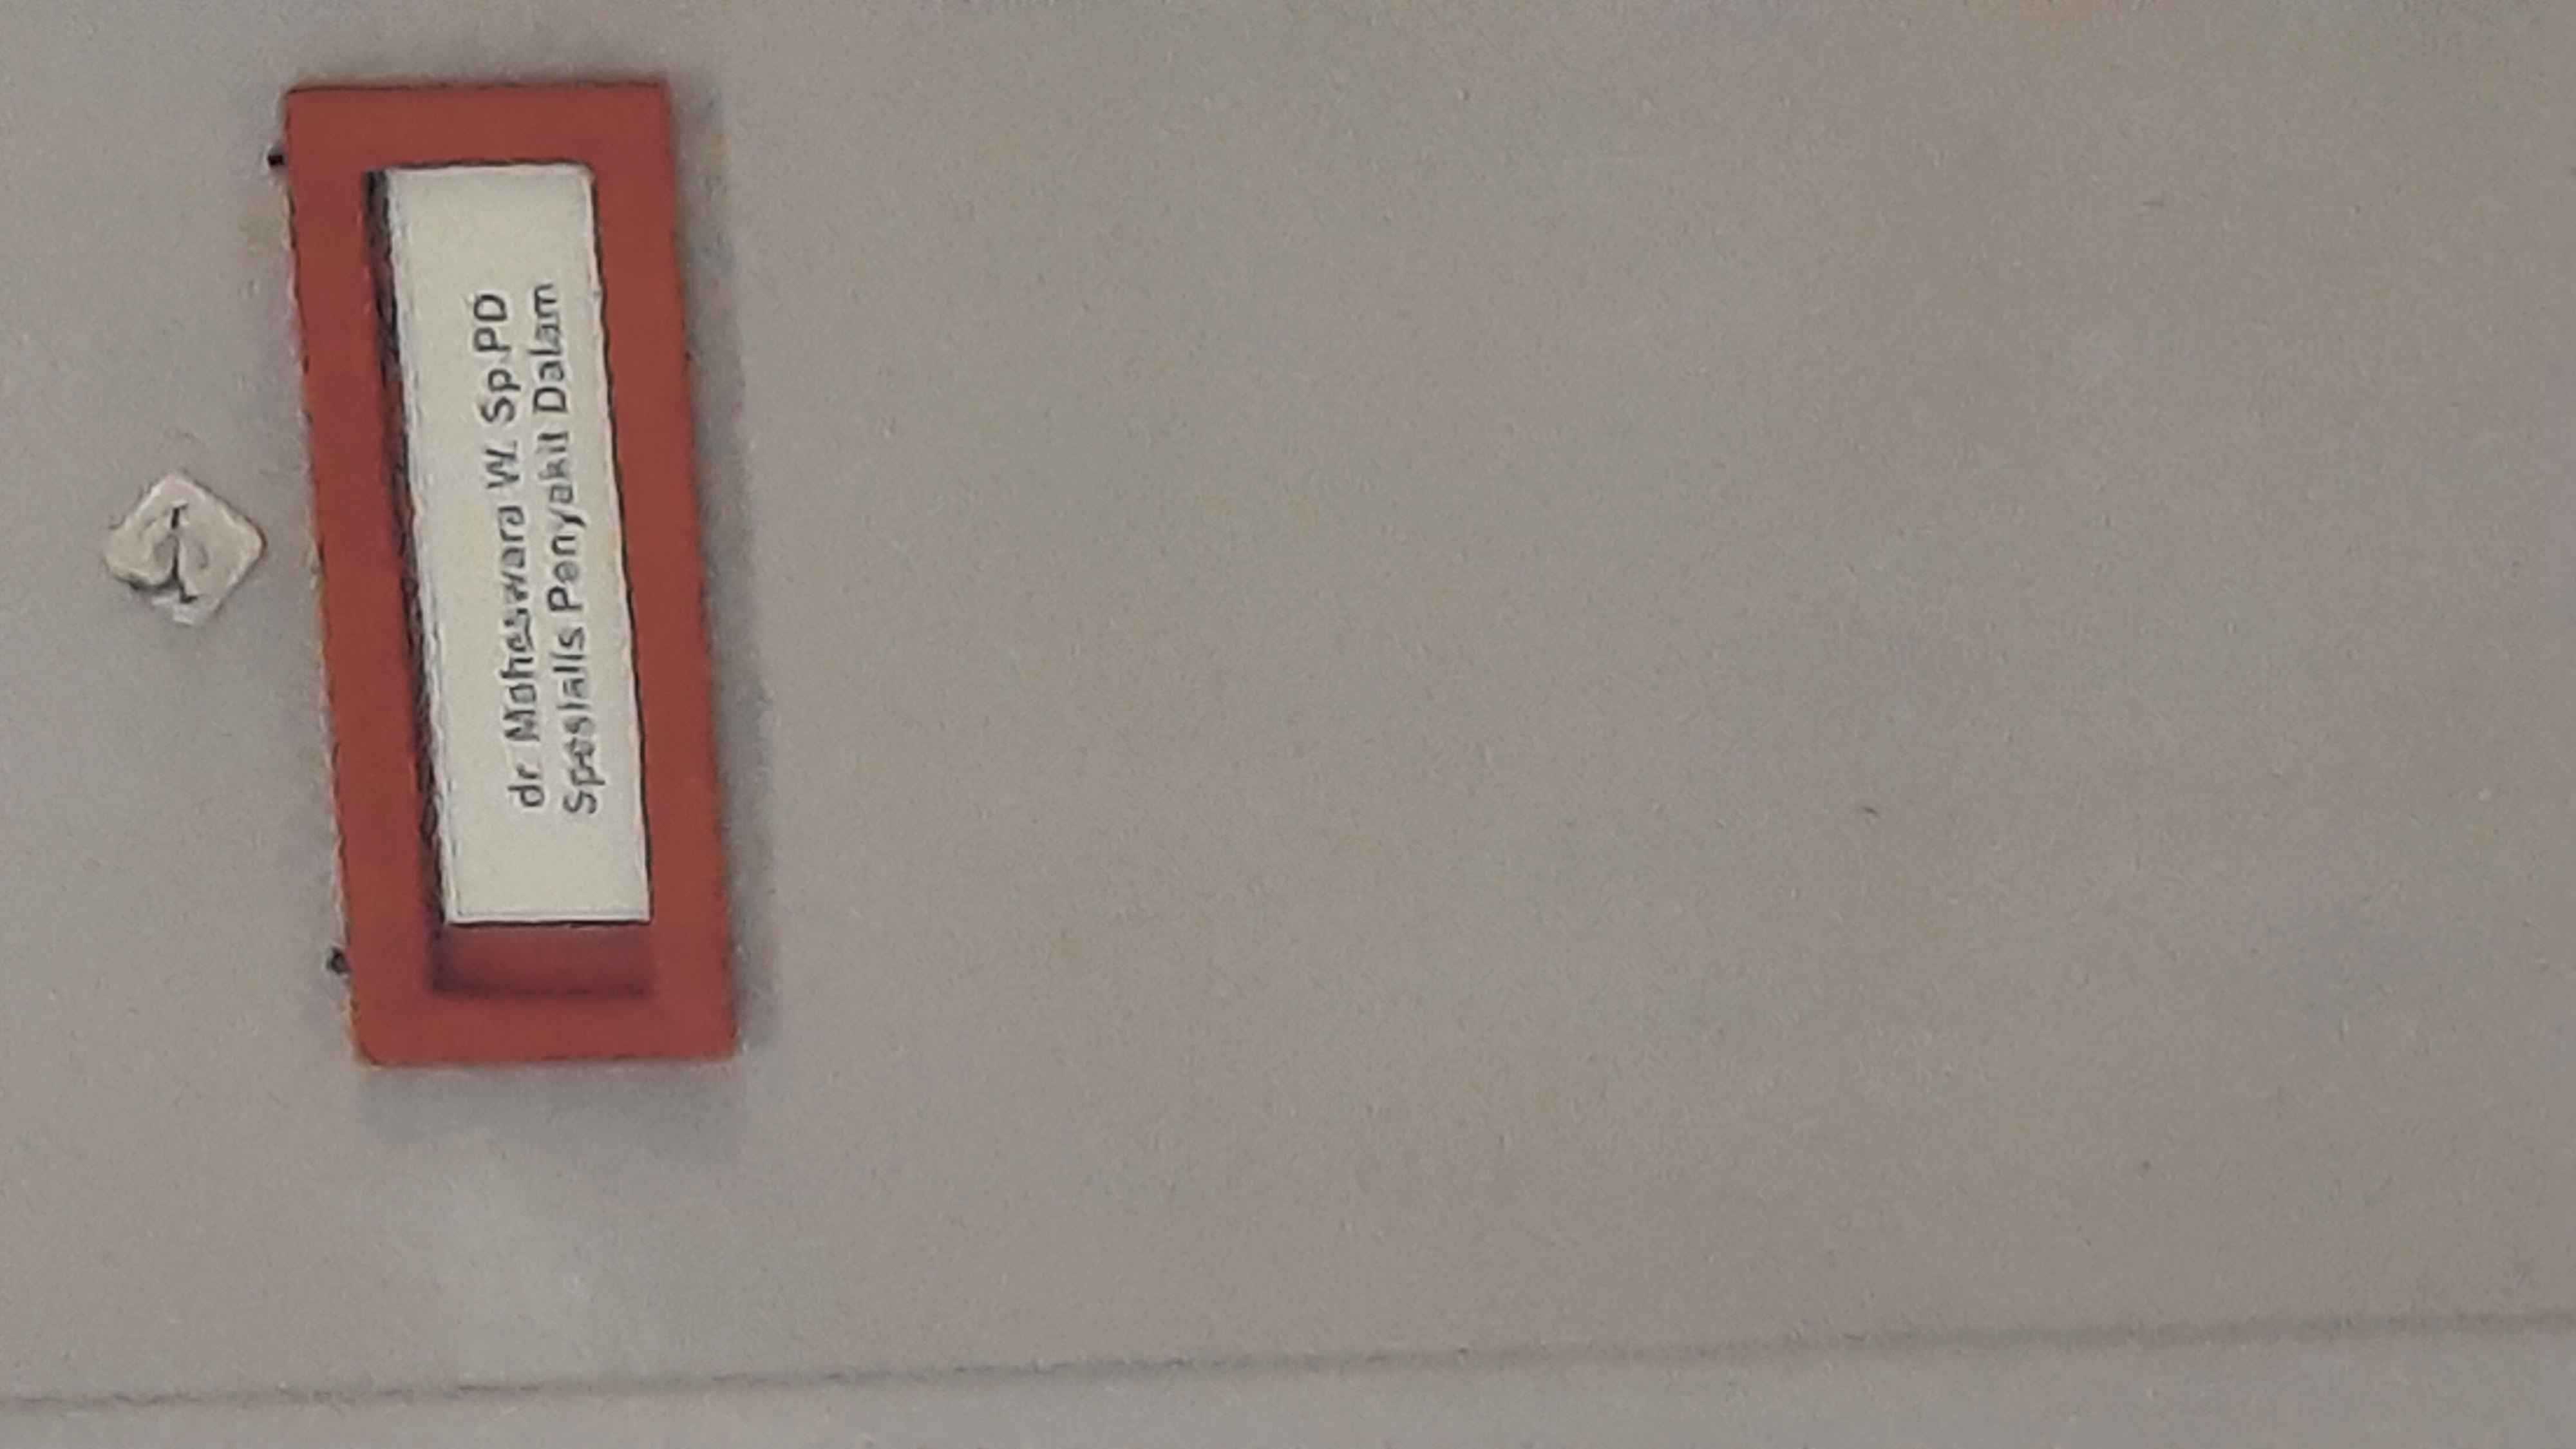 dr. Maheswara W. Sp.PD
Spesialis Penyakit Dalam